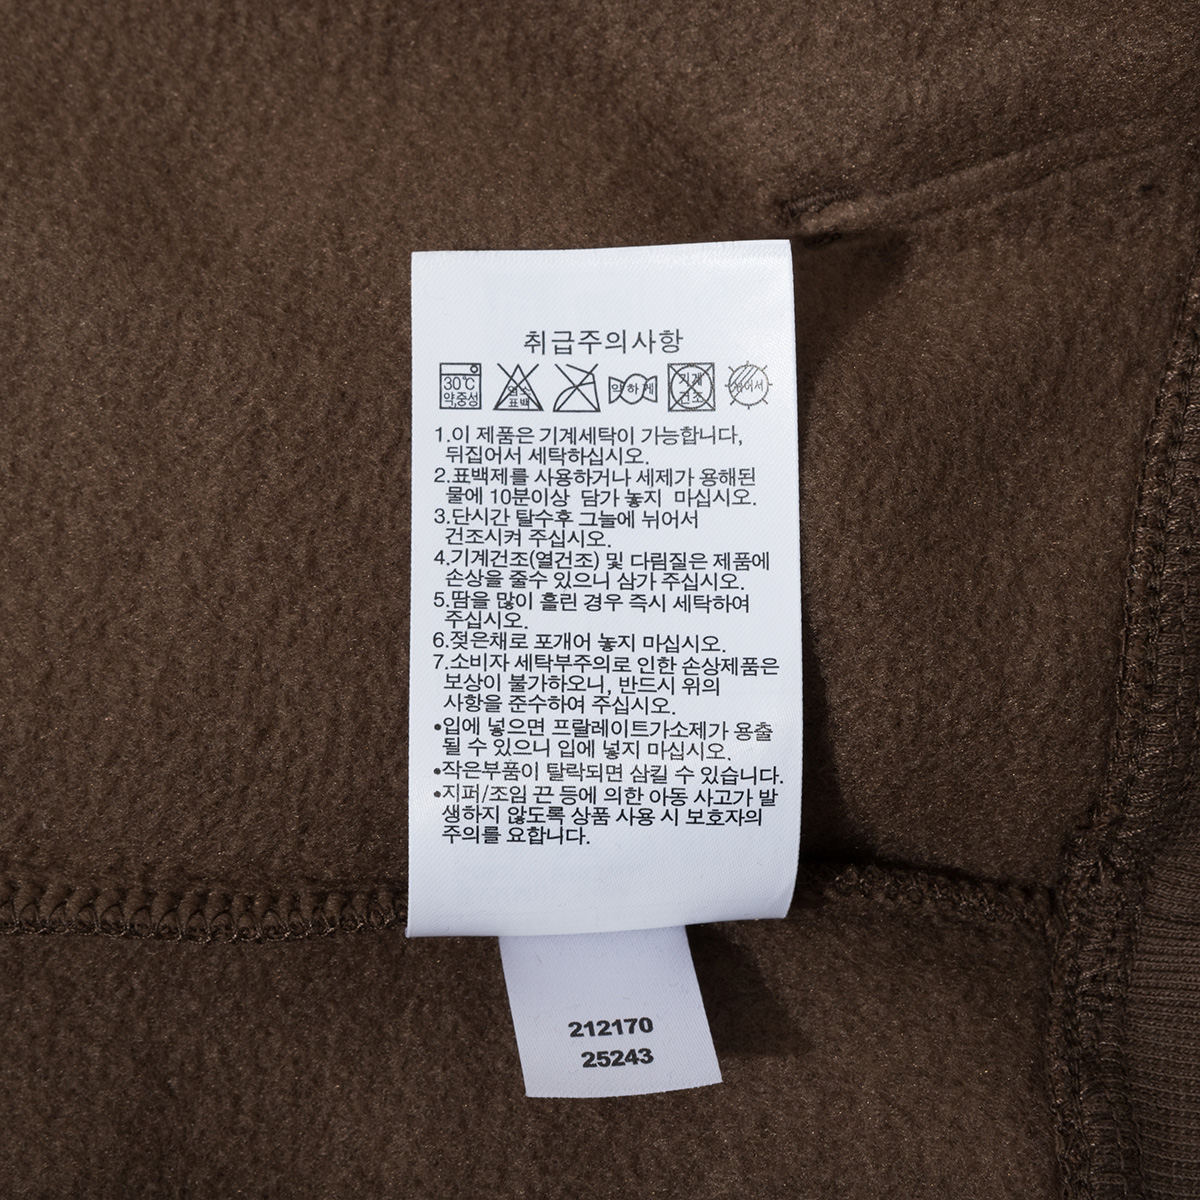 취급주의사항
30℃ 약중성 염소 표백 약하게 기계 건조 뉘어서
1.이 제품은 기계세탁이 가능합니다,
뒤집어서 세탁하십시오.
2.표백제를 사용하거나 세제가 용해된
물에 10분이상 담가 놓지 마십시오.
3.단시간 탈수후 그늘에 뉘어서
건조시켜 주십시오.
4.기계건조(열건조) 및 다림질은 제품에
손상을 줄수 있으니 삼가 주십시오.
5.땀을 많이 흘린 경우 즉시 세탁하여
주십시오.
6.젖은채로 포개어 놓지 마십시오.
7.소비자 세탁부주의로 인한 손상제품은
보상이 불가하오니, 반드시 위의
사항을 준수하여 주십시오.
•입에 넣으면 프탈레이트가소제가 용출
될 수 있으니 입에 넣지 마십시오.
•작은부품이 탈락되면 삼킬 수 있습니다.
•지퍼/조임 끈 등에 의한 아동 사고가 발
생하지 않도록 상품 사용 시 보호자의
주의를 요합니다.
212170
25243